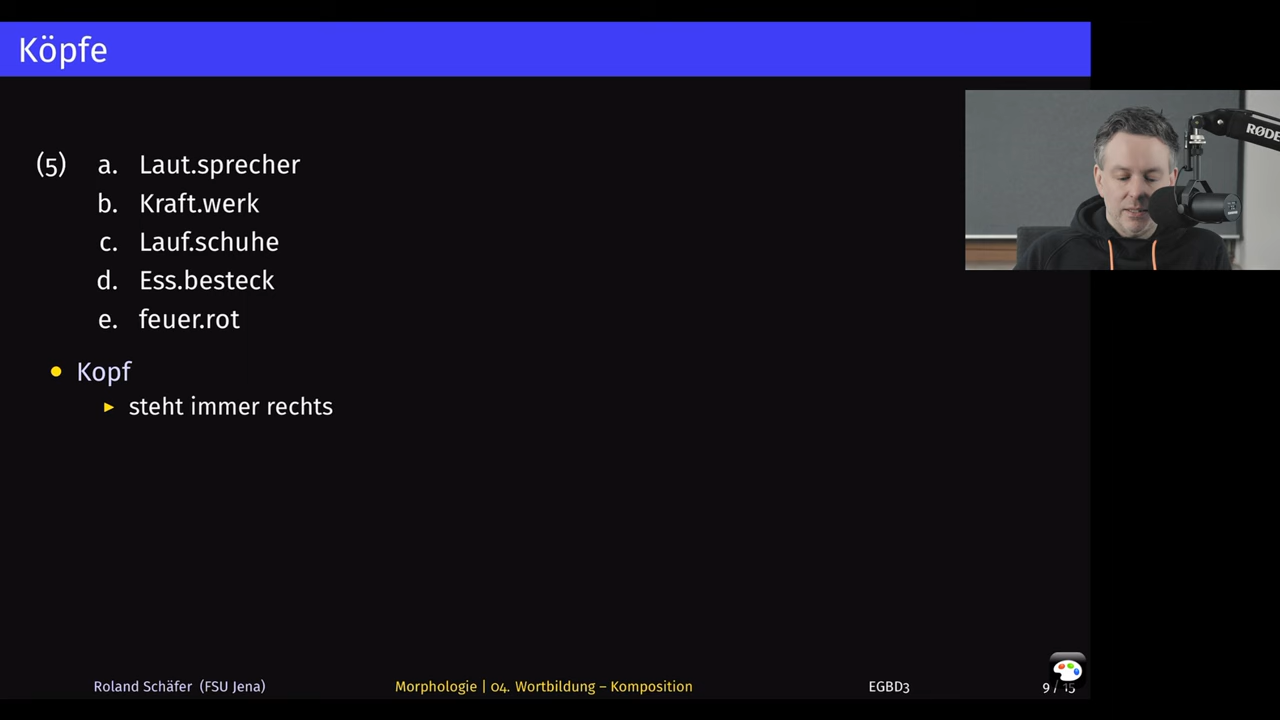 Köpfe
(5) a. Laut.sprecher
b. Kraft.werk
c. Lauf.schuhe
d. Ess.besteck
e. feuer.rot
• Kopf
▸ steht immer rechts
RØDE
Roland Schäfer (FSU Jena) Morphologie | 04. Wortbildung – Komposition EGBD3 9 / 15